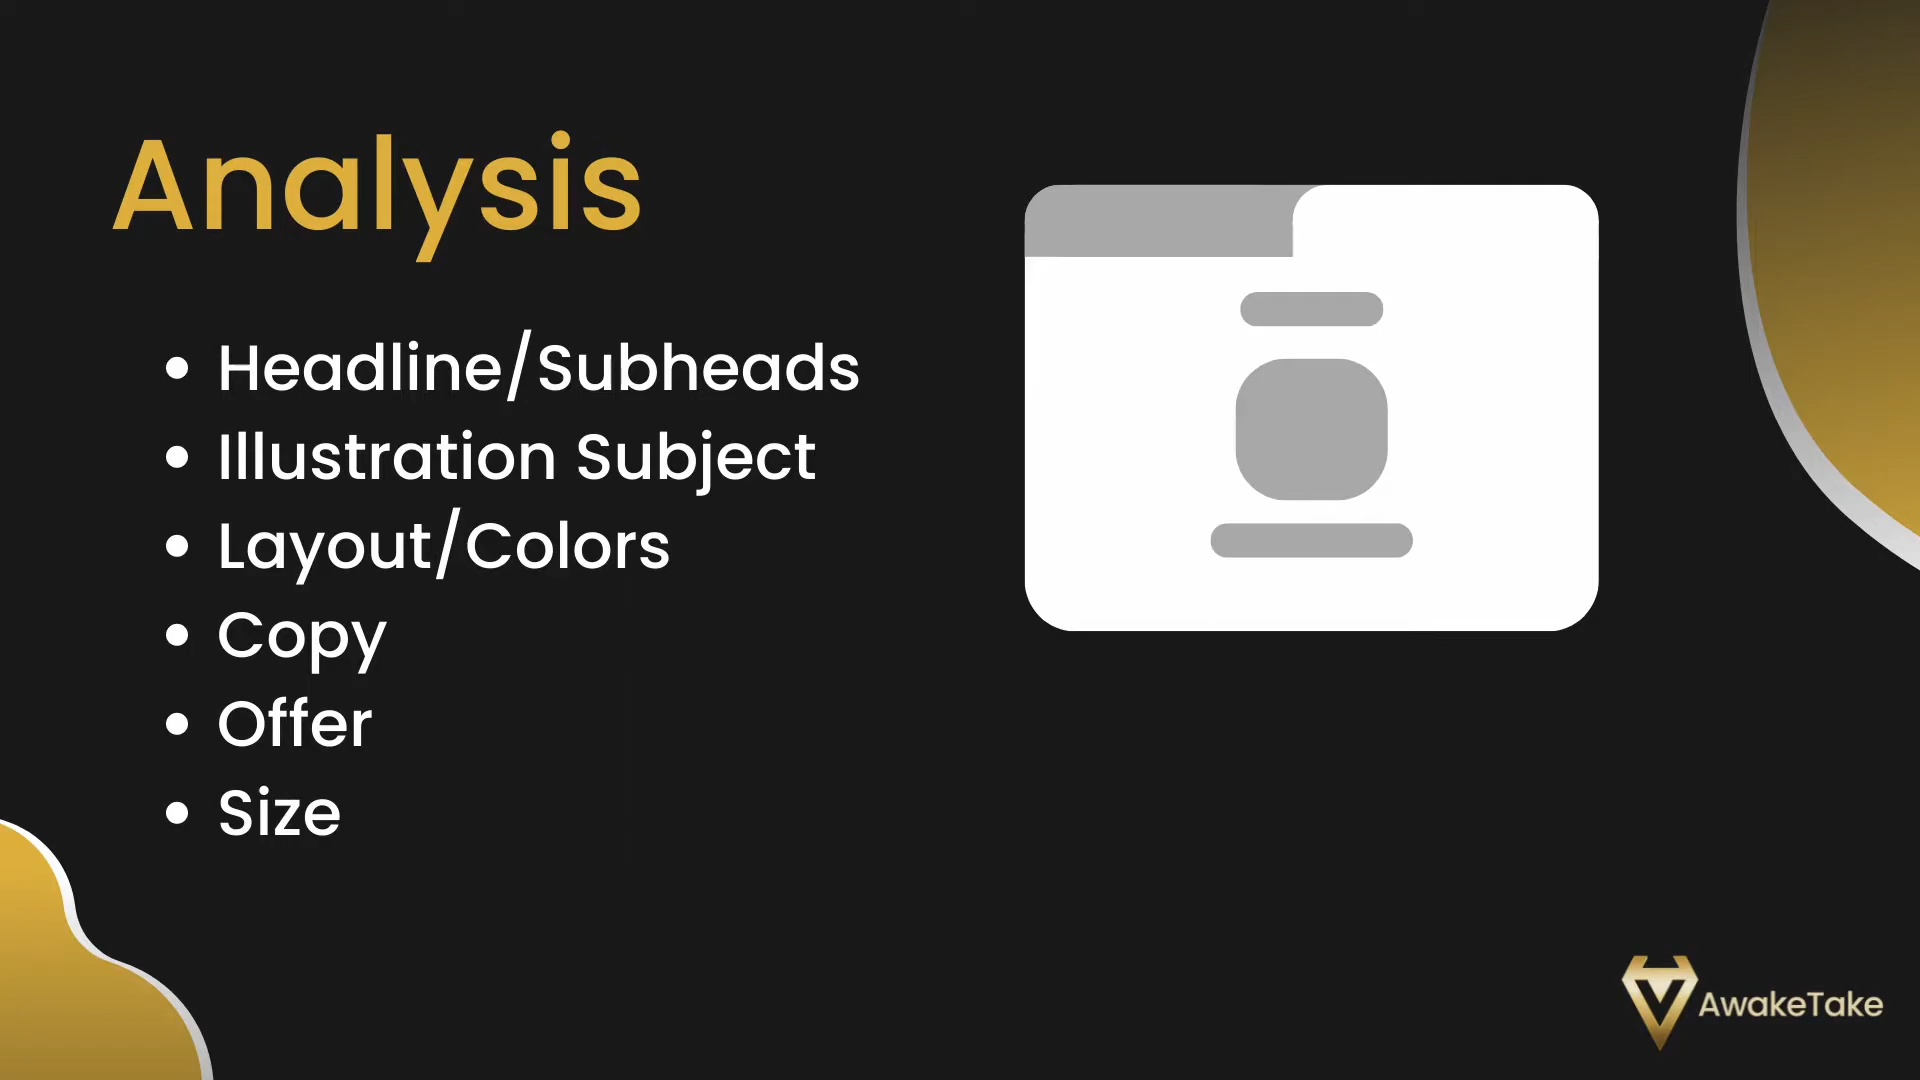 Analysis
Headline/Subheads
Illustration Subject
Layout/Colors
Copy
Offer
Size
AwakeTake